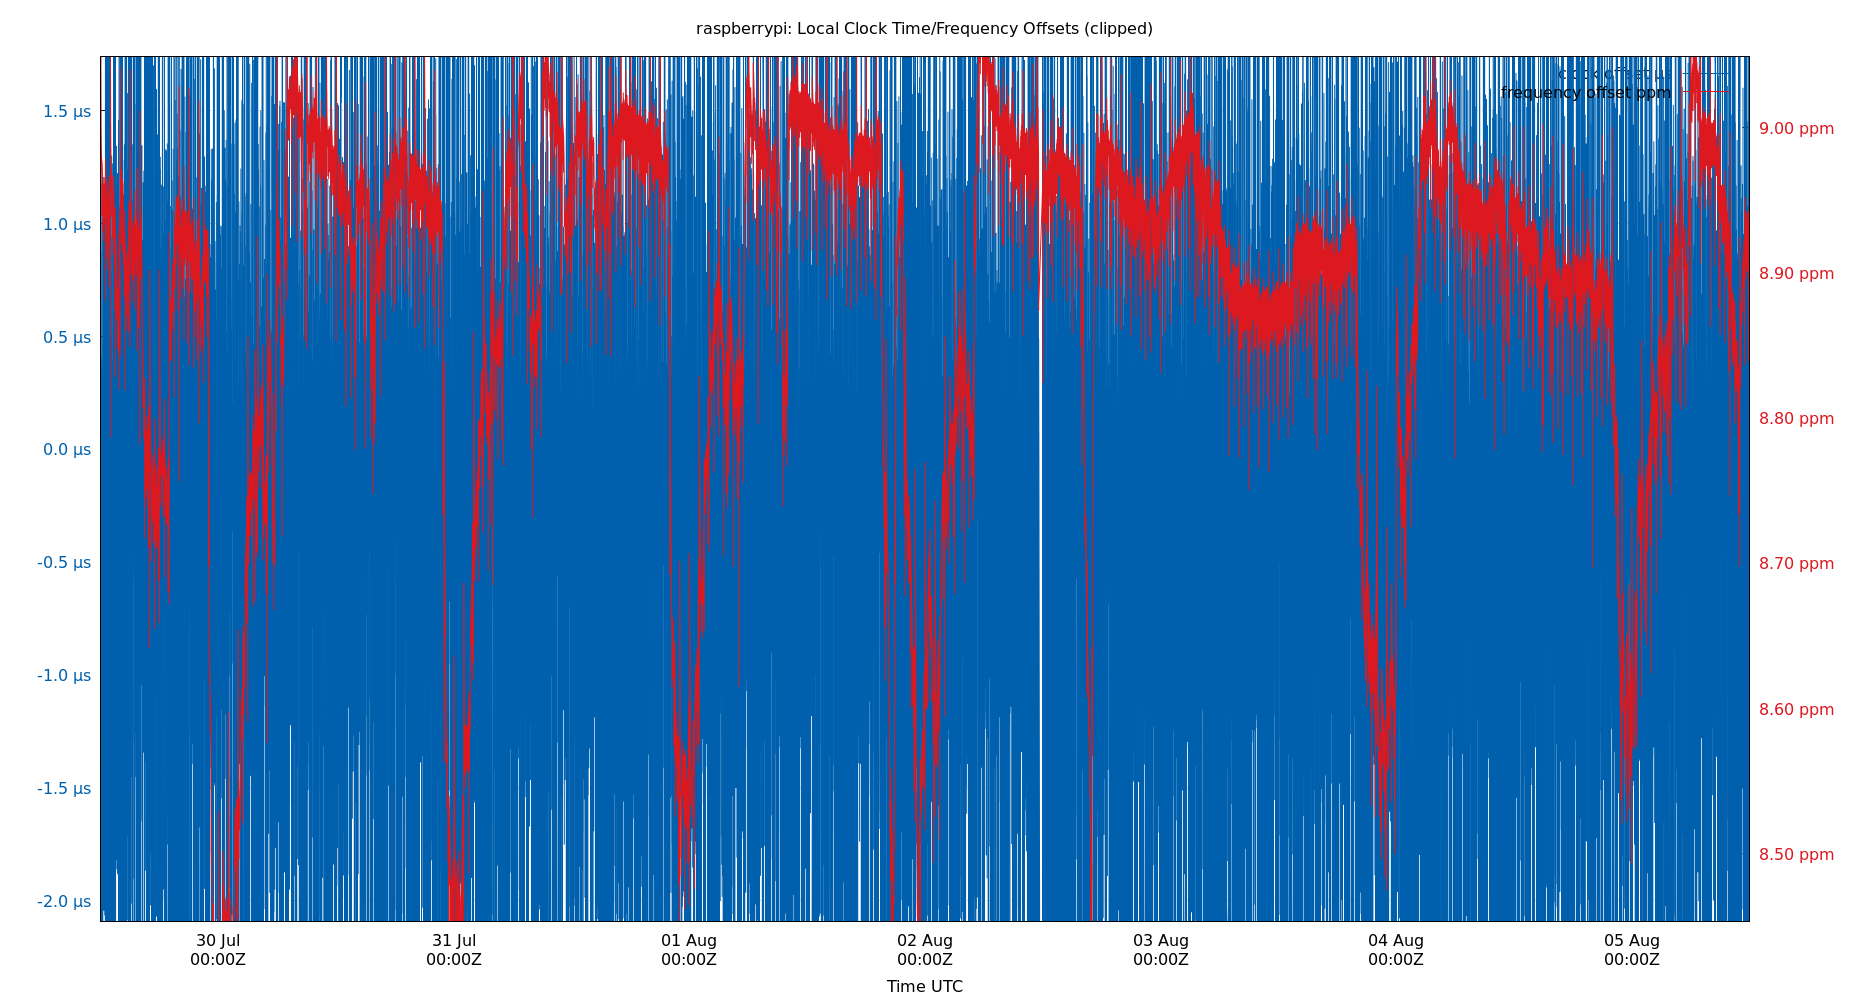 raspberrypi: Local Clock Time/Frequency Offsets (clipped)
clock offset µs
frequency offset ppm
1.5 µs
1.0 µs
0.5 µs
0.0 µs
-0.5 µs
-1.0 µs
-1.5 µs
-2.0 µs
9.00 ppm
8.90 ppm
8.80 ppm
8.70 ppm
8.60 ppm
8.50 ppm
30 Jul
00:00Z
31 Jul
00:00Z
01 Aug
00:00Z
02 Aug
00:00Z
03 Aug
00:00Z
04 Aug
00:00Z
05 Aug
00:00Z
Time UTC